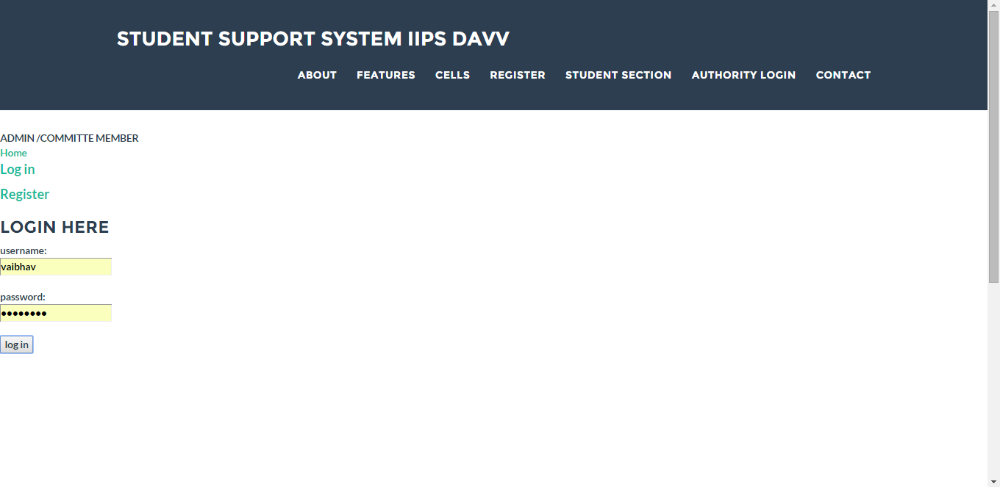 STUDENT SUPPORT SYSTEM IIPS DAVV
ABOUT FEATURES CELLS REGISTER STUDENT SECTION AUTHORITY LOGIN CONTACT
ADMIN /COMMITTE MEMBER
Home
Log in
Register
LOGIN HERE
username:
vaibhav
password:
••••••••
log in